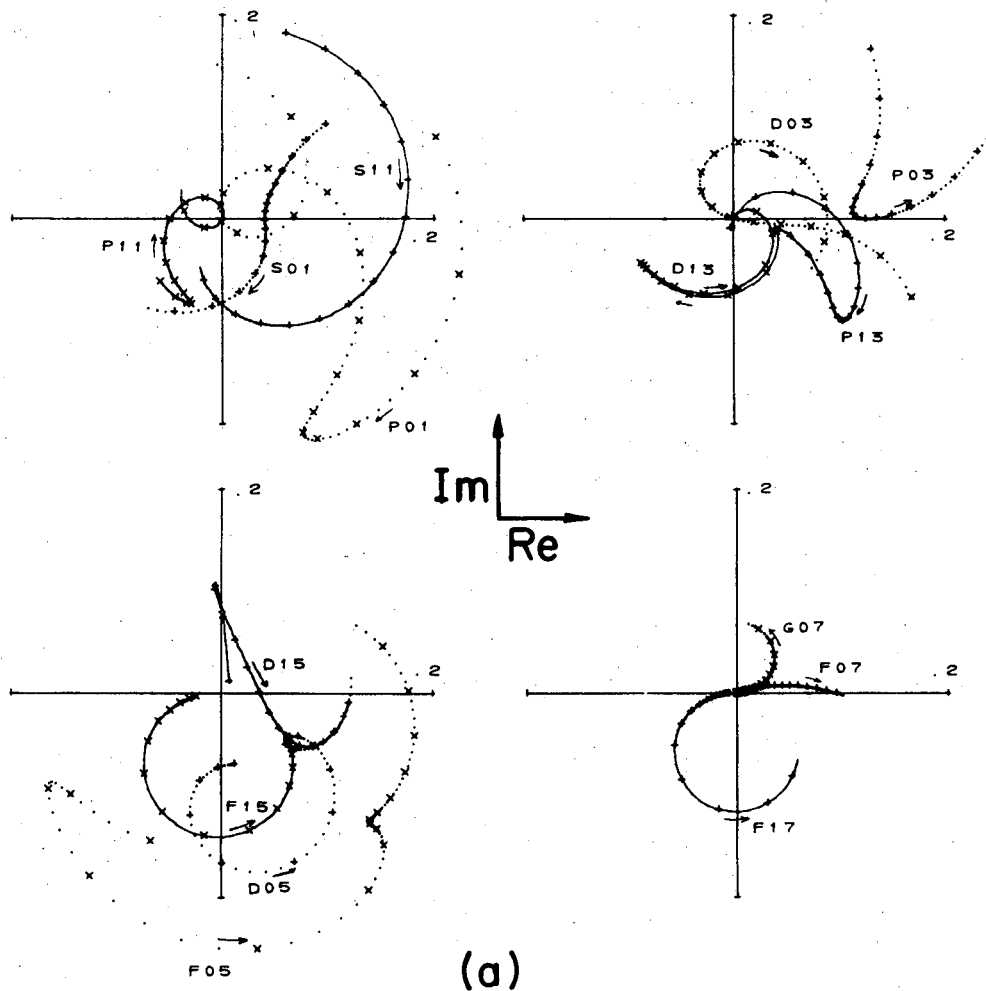 .2
.2
S11
D03
P03
.2
.2
P11
S01
D13
P13
P01
Im
Re
.2
.2
G07
D15
F07
.2
.2
F15
F17
D05
F05
(a)